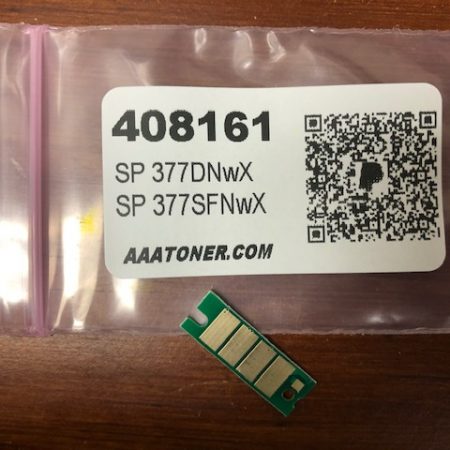 408161
SP 377DNwX
SP 377SFNwX
AAATONER.COM